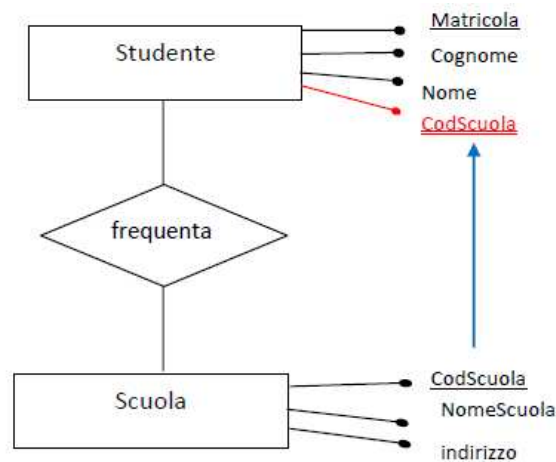 Studente
Matricola
Cognome
Nome
CodScuola
frequenta
Scuola
CodScuola
NomeScuola
indirizzo